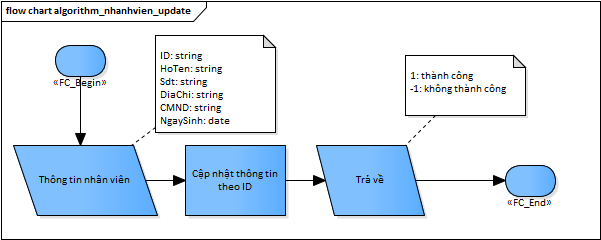 flow chart algorithm_nhanhvien_update
«FC_Begin»
ID: string
HoTen: string
Sdt: string
DiaChi: string
CMND: string
NgaySinh: date
1: thành công
-1: không thành công
Thông tin nhân viên
Cập nhật thông tin
theo ID
Trả về
«FC_End»